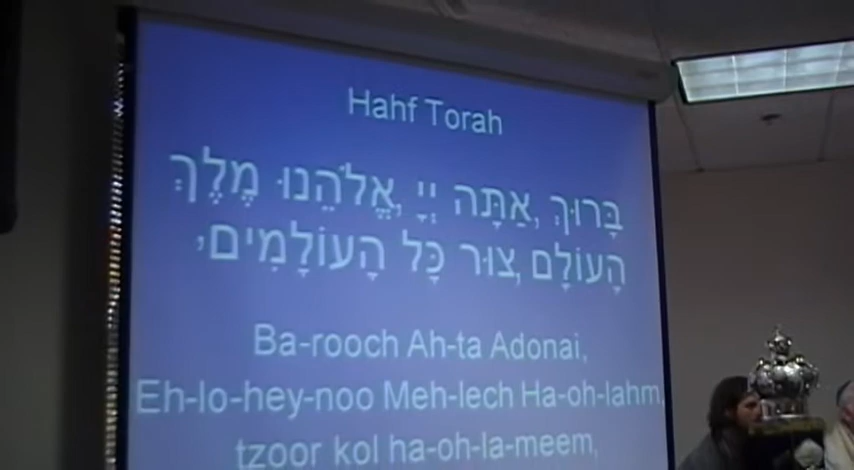 Hahf Torah
בָּרוּךְ, אַתָּה יְיָ, אֱלֹהֵנוּ מֶלֶךְ
הָעוֹלָם, צוּר כָּל הָעוֹלָמִים,
Ba-rooch Ah-ta Adonai,
Eh-lo-hey-noo Meh-lech Ha-oh-lahm,
tzoor kol ha-oh-la-meem,